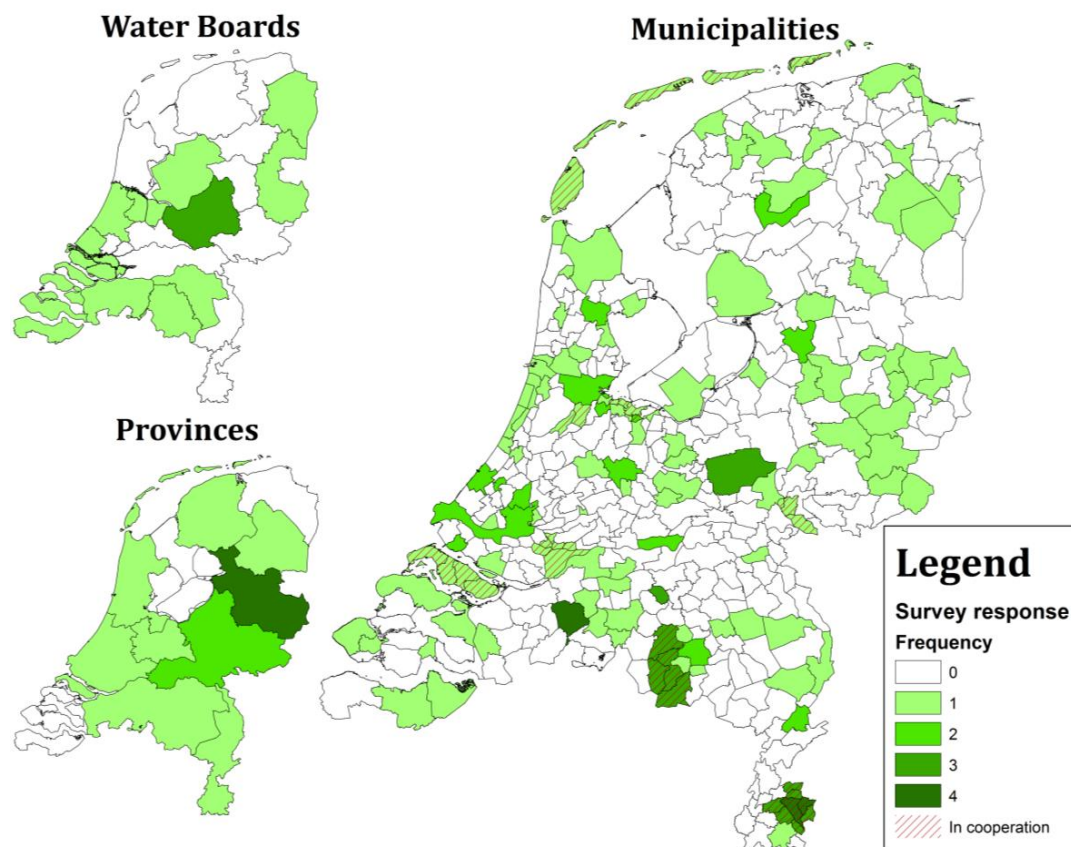 Water Boards
Municipalities
Provinces
Legend
Survey response
Frequency
0
1
2
3
4
In cooperation